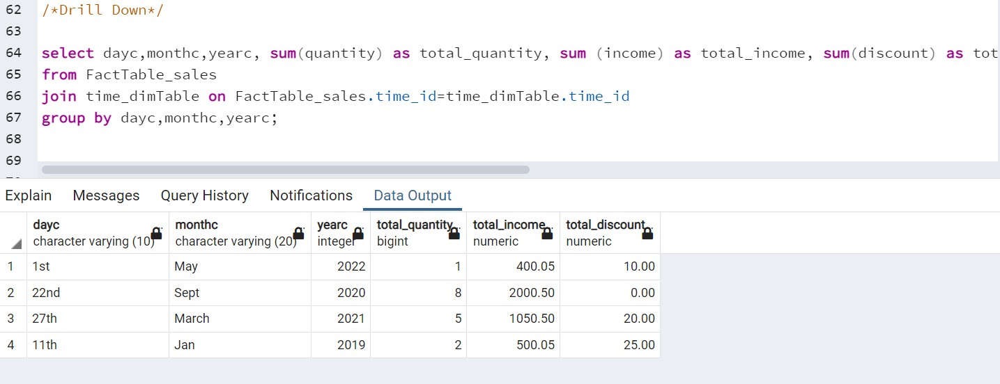 62 /*Drill Down*/
63
64 select dayc,monthc,yearc, sum(quantity) as total_quantity, sum (income) as total_income, sum(discount) as tot
65 from FactTable_sales
66 join time_dimTable on FactTable_sales.time_id=time_dimTable.time_id
67 group by dayc,monthc,yearc;
68
69
Explain Messages Query History Notifications Data Output
dayc monthc yearc total_quantity total_income total_discount
character varying (10) character varying (20) integer bigint numeric numeric
1 1st May 2022 1 400.05 10.00
2 22nd Sept 2020 8 2000.50 0.00
3 27th March 2021 5 1050.50 20.00
4 11th Jan 2019 2 500.05 25.00